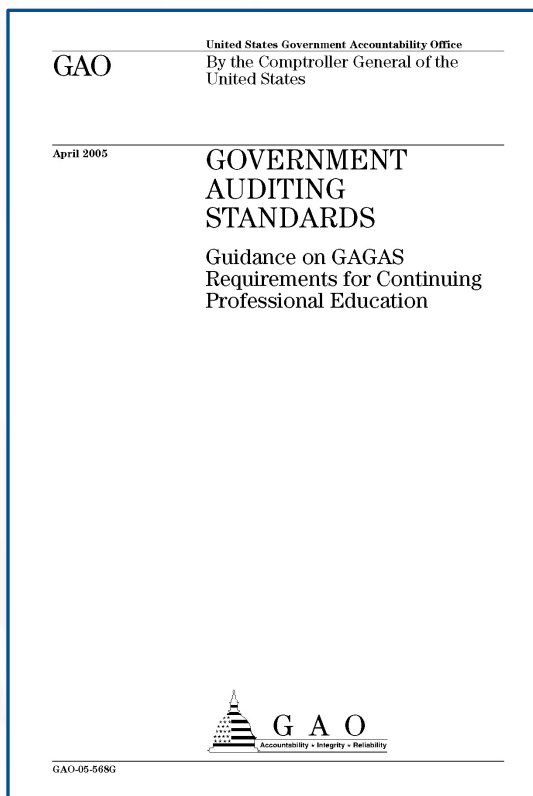 United States Government Accountability Office
GAO
By the Comptroller General of the
United States
April 2005
GOVERNMENT
AUDITING
STANDARDS
Guidance on GAGAS
Requirements for Continuing
Professional Education
G A O
Accountability * Integrity * Reliability
GAO-05-568G